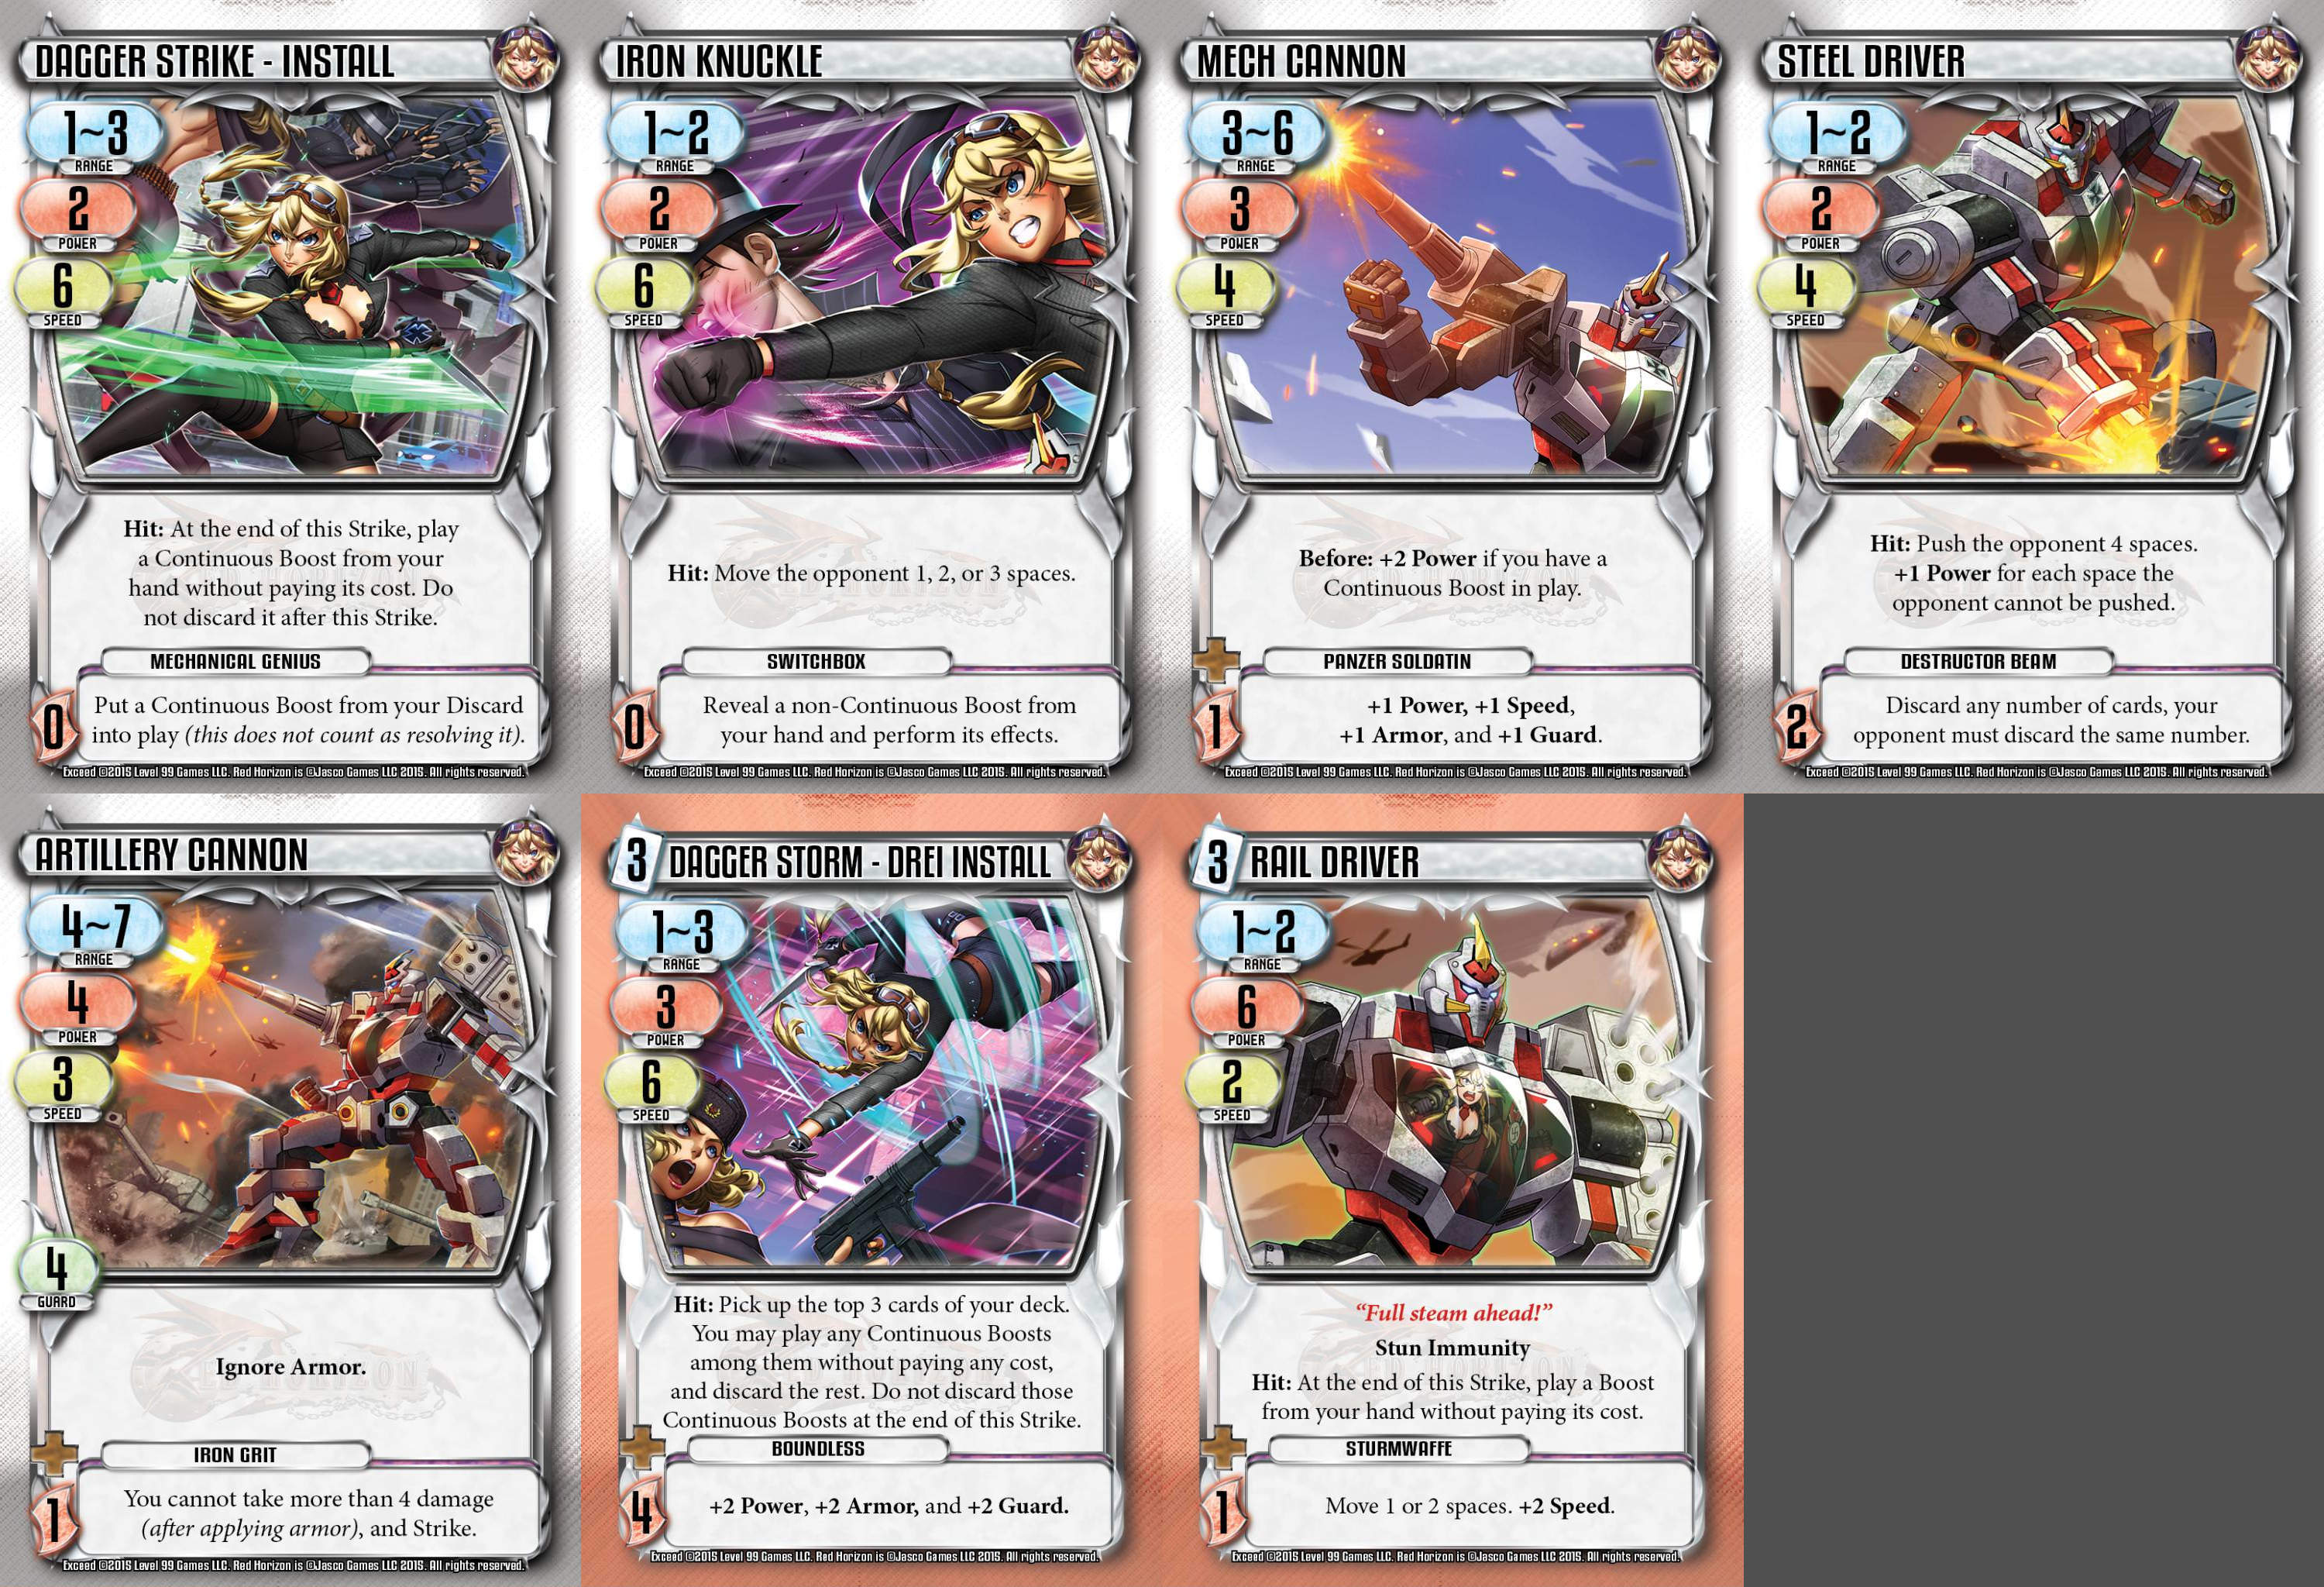 DAGGER STRIKE - INSTALL
1~3
RANGE
2
POWER
6
SPEED
Hit: At the end of this Strike, play
a Continuous Boost from your
hand without paying its cost. Do
not discard it after this Strike.
MECHANICAL GENIUS
0
Put a Continuous Boost from your Discard
into play (this does not count as resolving it).
Exceed ©2015 Level 99 Games LLC. Red Horizon is ©Jasco Games LLC 2015. All rights reserved.
IRON KNUCKLE
1~2
RANGE
2
POWER
6
SPEED
Hit: Move the opponent 1, 2, or 3 spaces.
SWITCHBOX
0
Reveal a non-Continuous Boost from
your hand and perform its effects.
Exceed ©2015 Level 99 Games LLC. Red Horizon is ©Jasco Games LLC 2015. All rights reserved.
MECH CANNON
3~6
RANGE
3
POWER
4
SPEED
Before: +2 Power if you have a
Continuous Boost in play.
PANZER SOLDATIN
1
+1 Power, +1 Speed,
+1 Armor, and +1 Guard.
Exceed ©2015 Level 99 Games LLC. Red Horizon is ©Jasco Games LLC 2015. All rights reserved.
STEEL DRIVER
1~2
RANGE
2
POWER
4
SPEED
Hit: Push the opponent 4 spaces.
+1 Power for each space the
opponent cannot be pushed.
DESTRUCTOR BEAM
2
Discard any number of cards, your
opponent must discard the same number.
Exceed ©2015 Level 99 Games LLC. Red Horizon is ©Jasco Games LLC 2015. All rights reserved.
ARTILLERY CANNON
4~7
RANGE
4
POWER
3
SPEED
4
GUARD
Ignore Armor.
IRON GRIT
1
You cannot take more than 4 damage
(after applying armor), and Strike.
Exceed ©2015 Level 99 Games LLC. Red Horizon is ©Jasco Games LLC 2015. All rights reserved.
3 DAGGER STORM - DREI INSTALL
1~3
RANGE
3
POWER
6
SPEED
Hit: Pick up the top 3 cards of your deck.
You may play any Continuous Boosts
among them without paying any cost,
and discard the rest. Do not discard those
Continuous Boosts at the end of this Strike.
BOUNDLESS
4
+2 Power, +2 Armor, and +2 Guard.
Exceed ©2015 Level 99 Games LLC. Red Horizon is ©Jasco Games LLC 2015. All rights reserved.
3 RAIL DRIVER
1~2
RANGE
6
POWER
2
SPEED
“Full steam ahead!”
Stun Immunity
Hit: At the end of this Strike, play a Boost
from your hand without paying its cost.
STURMWAFFE
1
Move 1 or 2 spaces. +2 Speed.
Exceed ©2015 Level 99 Games LLC. Red Horizon is ©Jasco Games LLC 2015. All rights reserved.